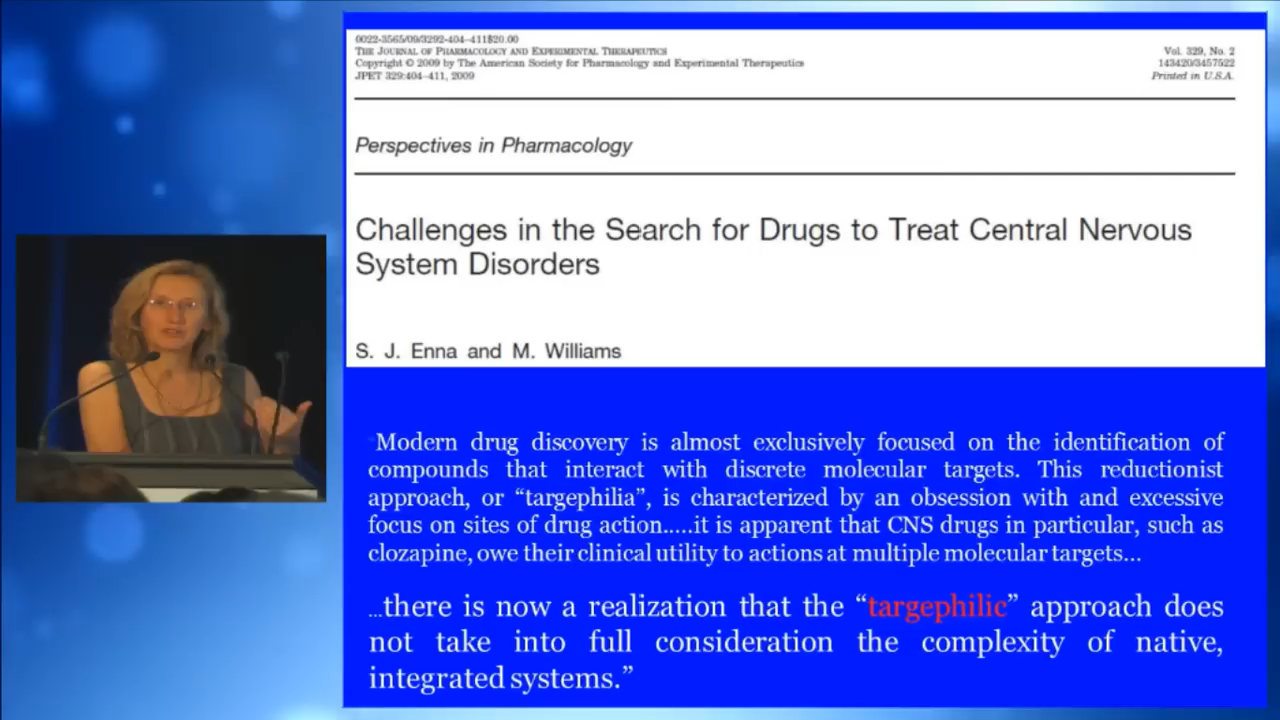 0022-3565/09/3292-404–411$20.00
THE JOURNAL OF PHARMACOLOGY AND EXPERIMENTAL THERAPEUTICS
Copyright © 2009 by The American Society for Pharmacology and Experimental Therapeutics
JPET 329:404–411, 2009
Vol. 329, No. 2
143420/3457522
Printed in U.S.A.
Perspectives in Pharmacology
Challenges in the Search for Drugs to Treat Central Nervous
System Disorders
S. J. Enna and M. Williams
Modern drug discovery is almost exclusively focused on the identification of
compounds that interact with discrete molecular targets. This reductionist
approach, or “targephilia”, is characterized by an obsession with and excessive
focus on sites of drug action.....it is apparent that CNS drugs in particular, such as
clozapine, owe their clinical utility to actions at multiple molecular targets...
...there is now a realization that the “targephilic” approach does
not take into full consideration the complexity of native,
integrated systems.”